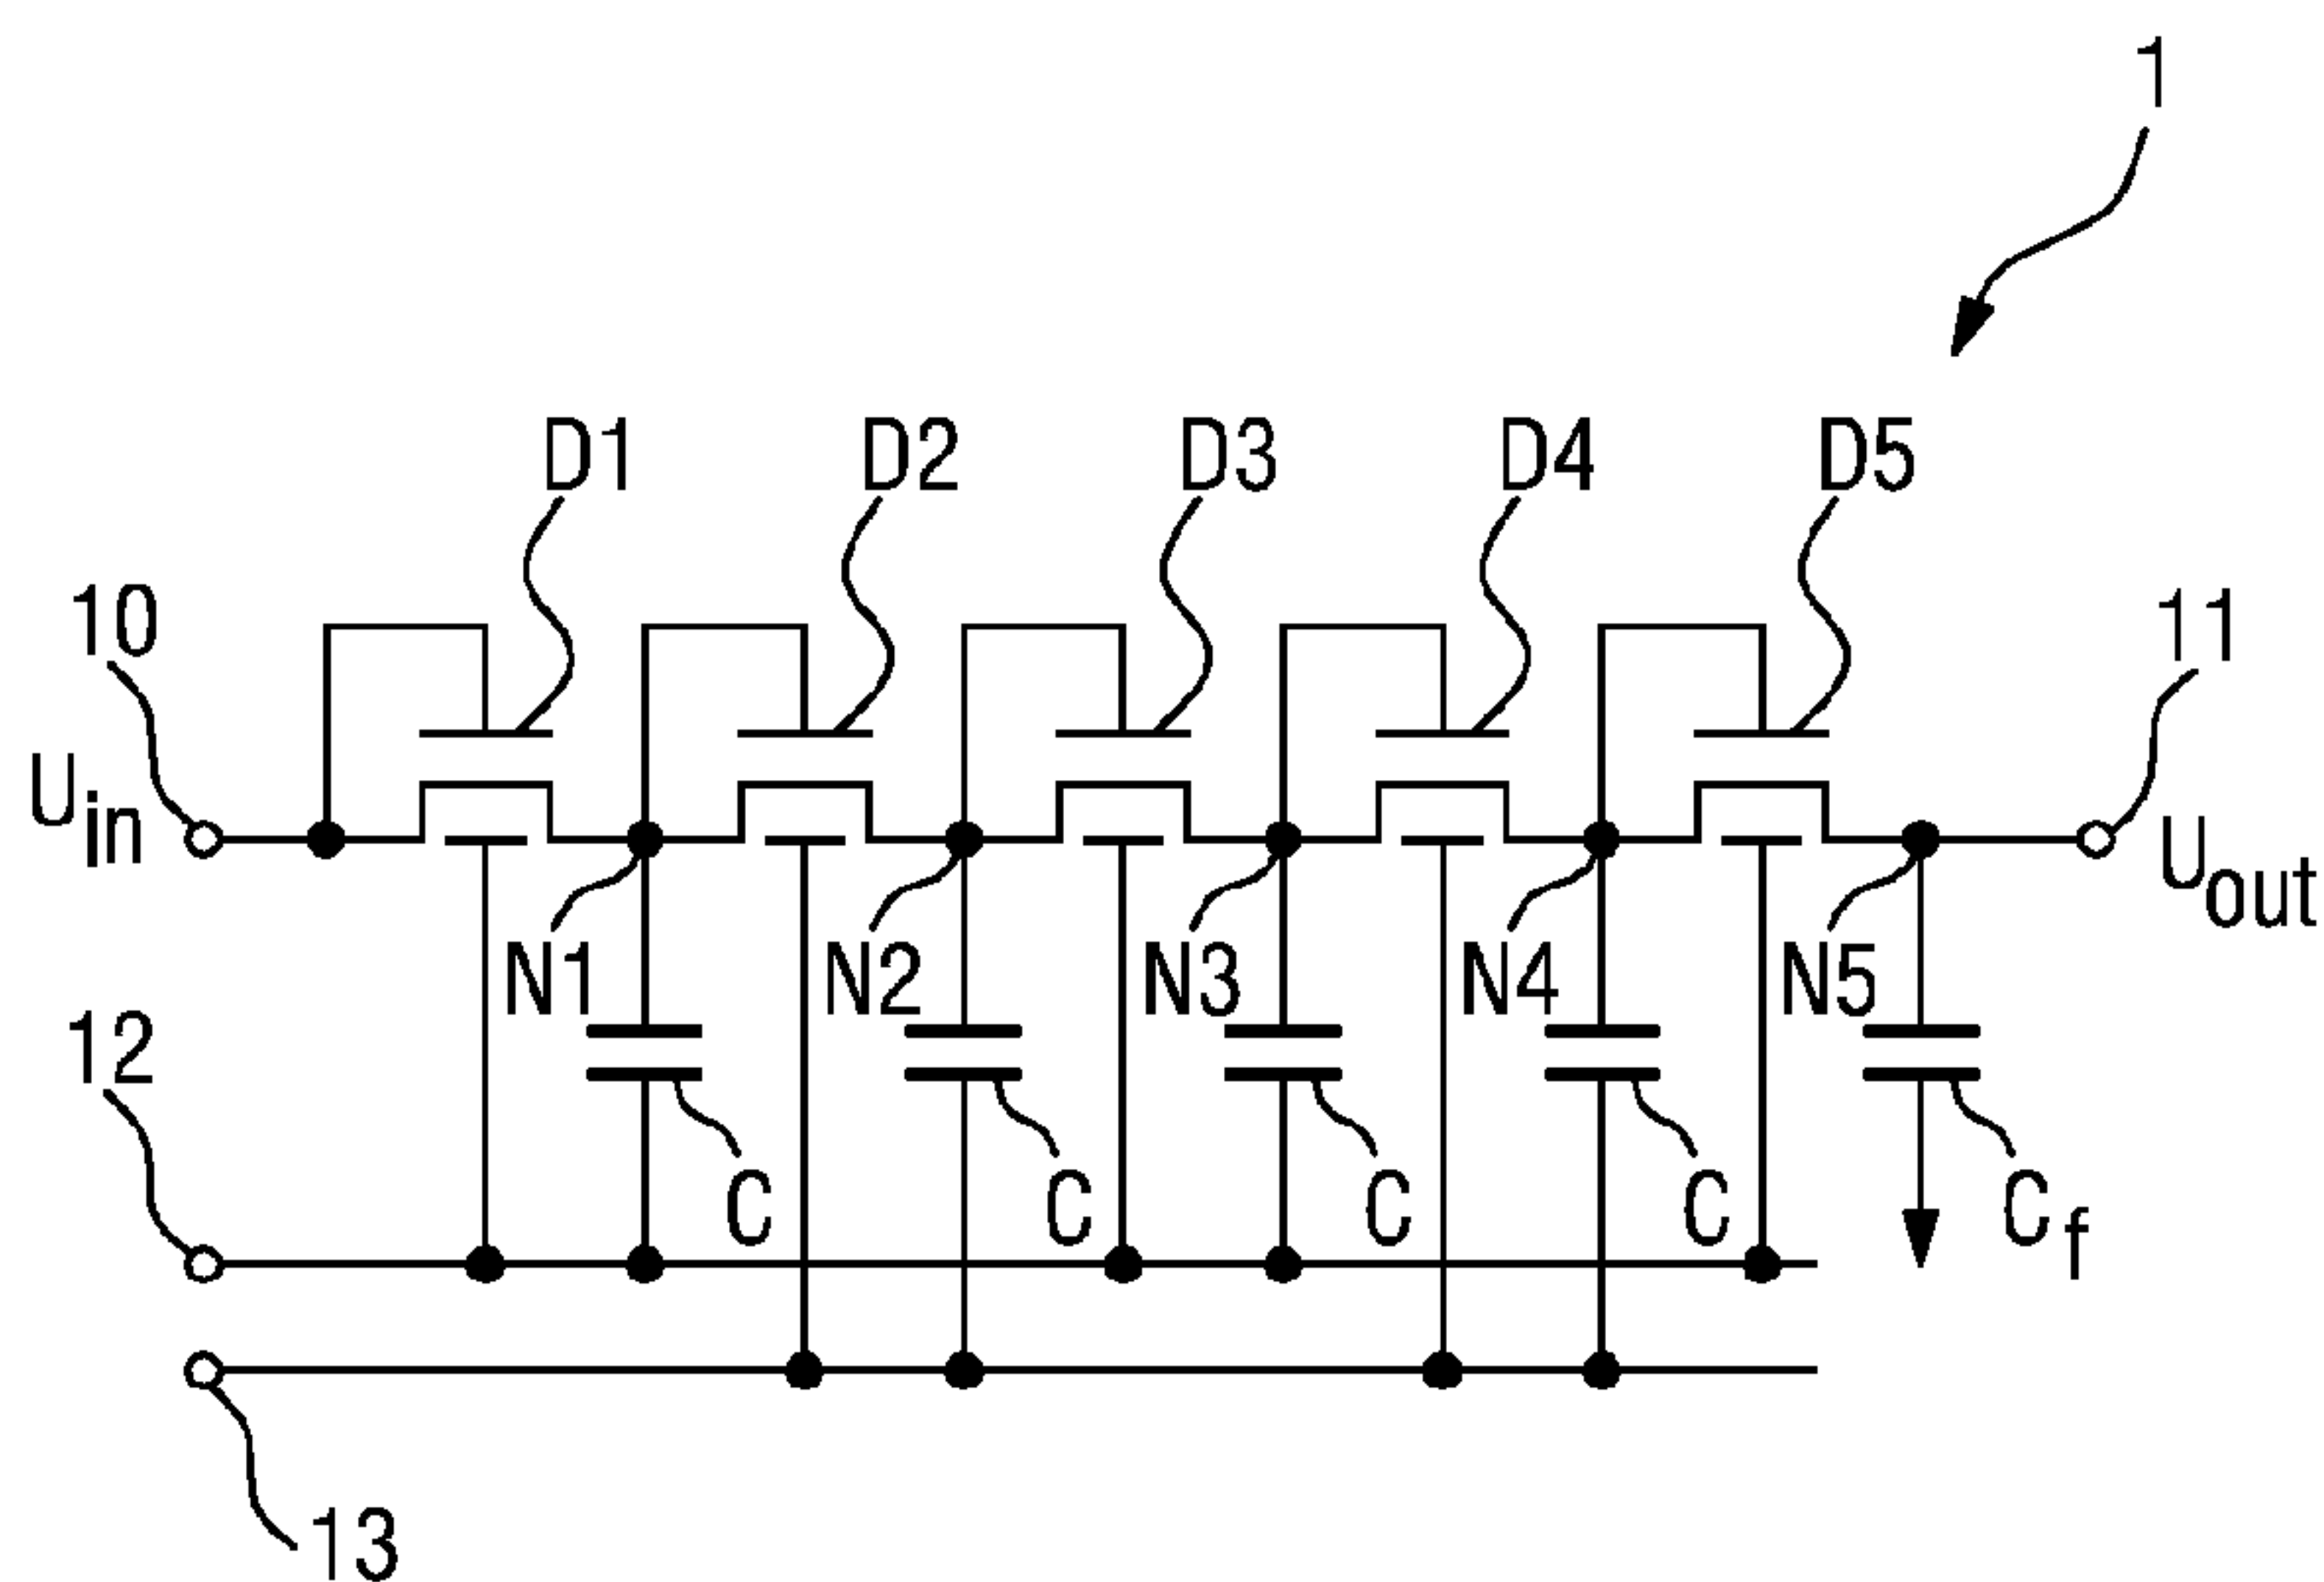 1
D1 D2 D3 D4 D5
10 11
Uin Uout
N1 N2 N3 N4 N5
12
C C C C Cf
13